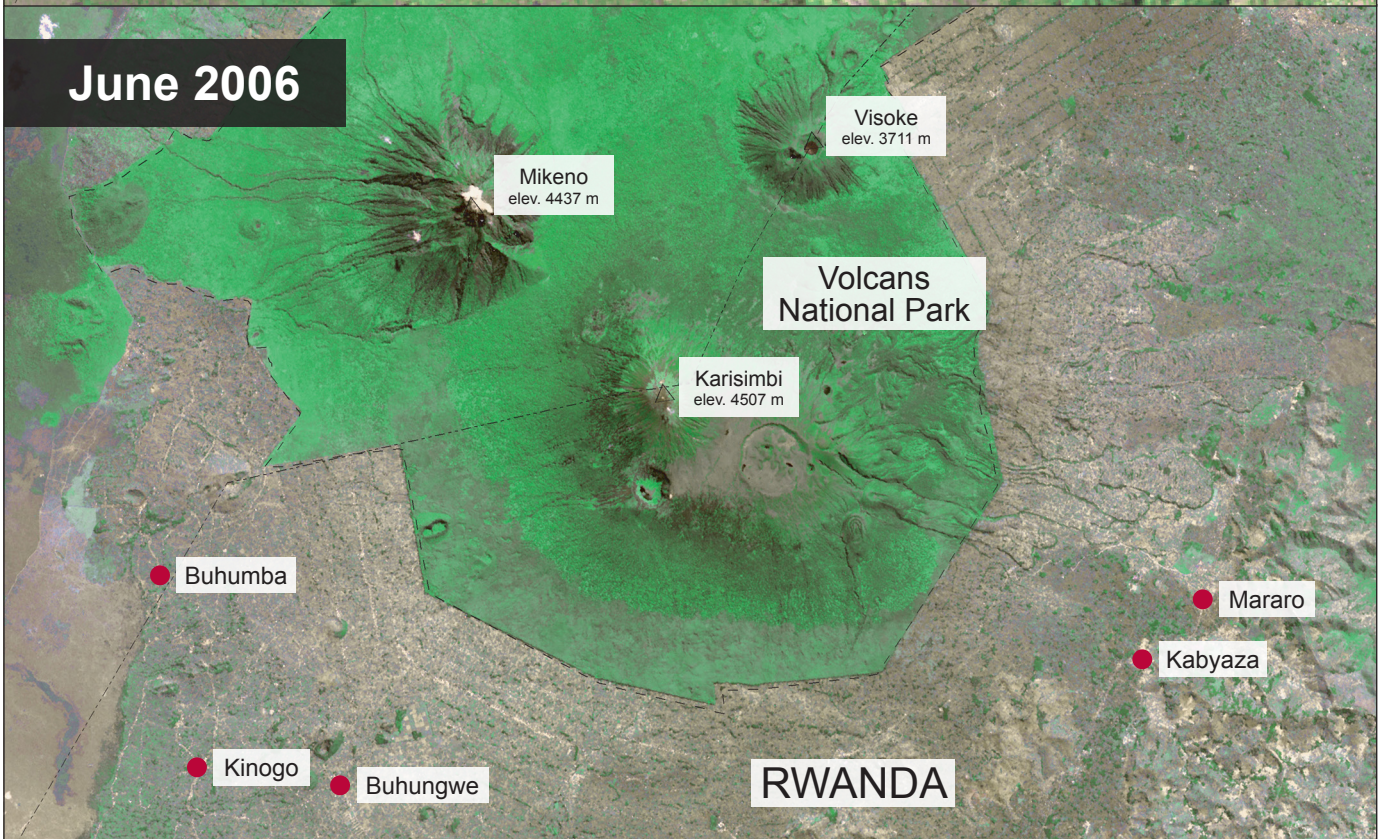 June 2006
Visoke
elev. 3711 m
Mikeno
elev. 4437 m
Volcans
National Park
Karisimbi
elev. 4507 m
Buhumba
Mararo
Kabyaza
Kinogo
Buhungwe
RWANDA